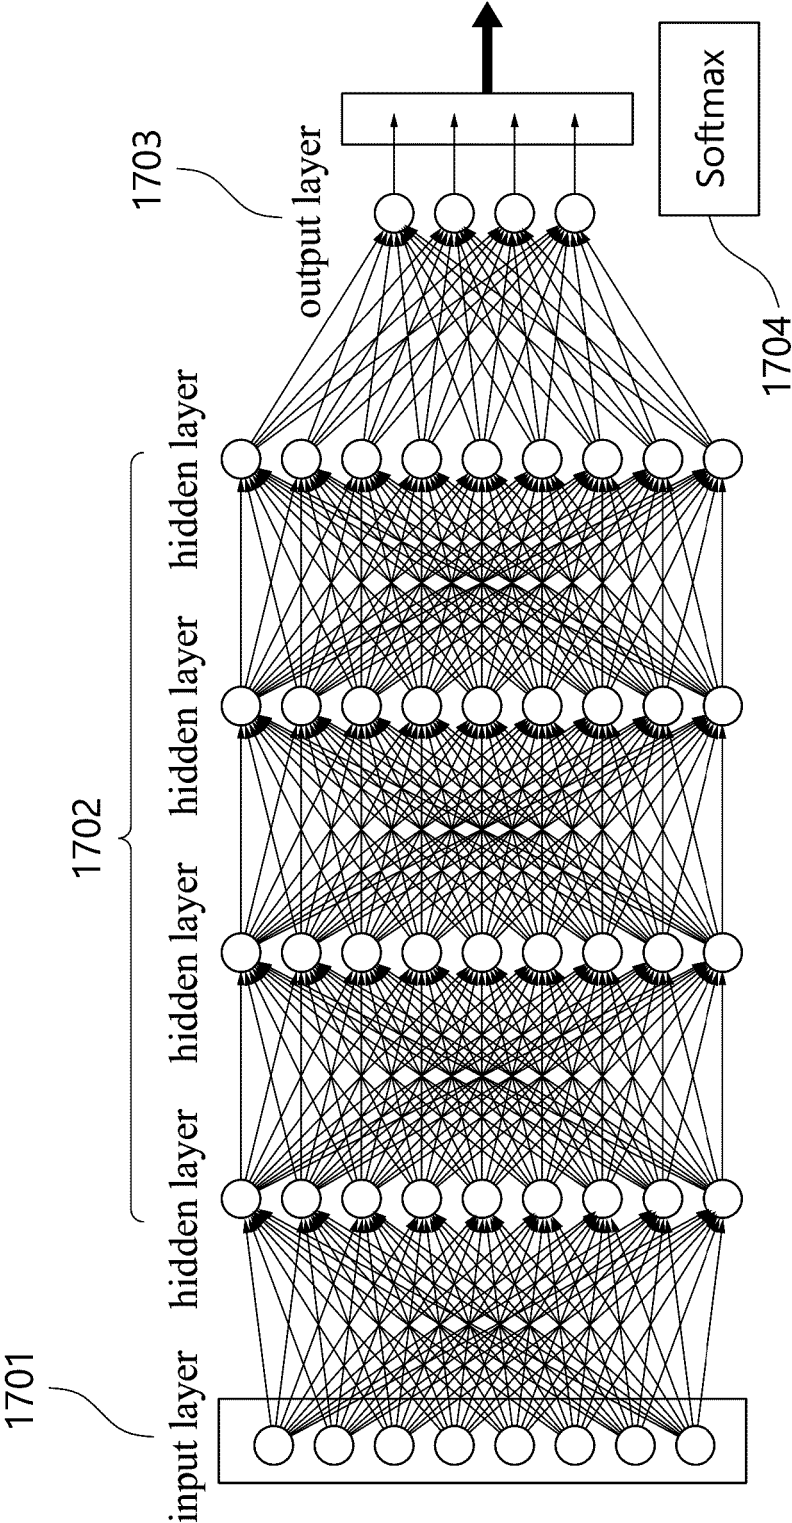 1701
1702
1703
input layer
hidden layer
hidden layer
hidden layer
hidden layer
output layer
Softmax
1704